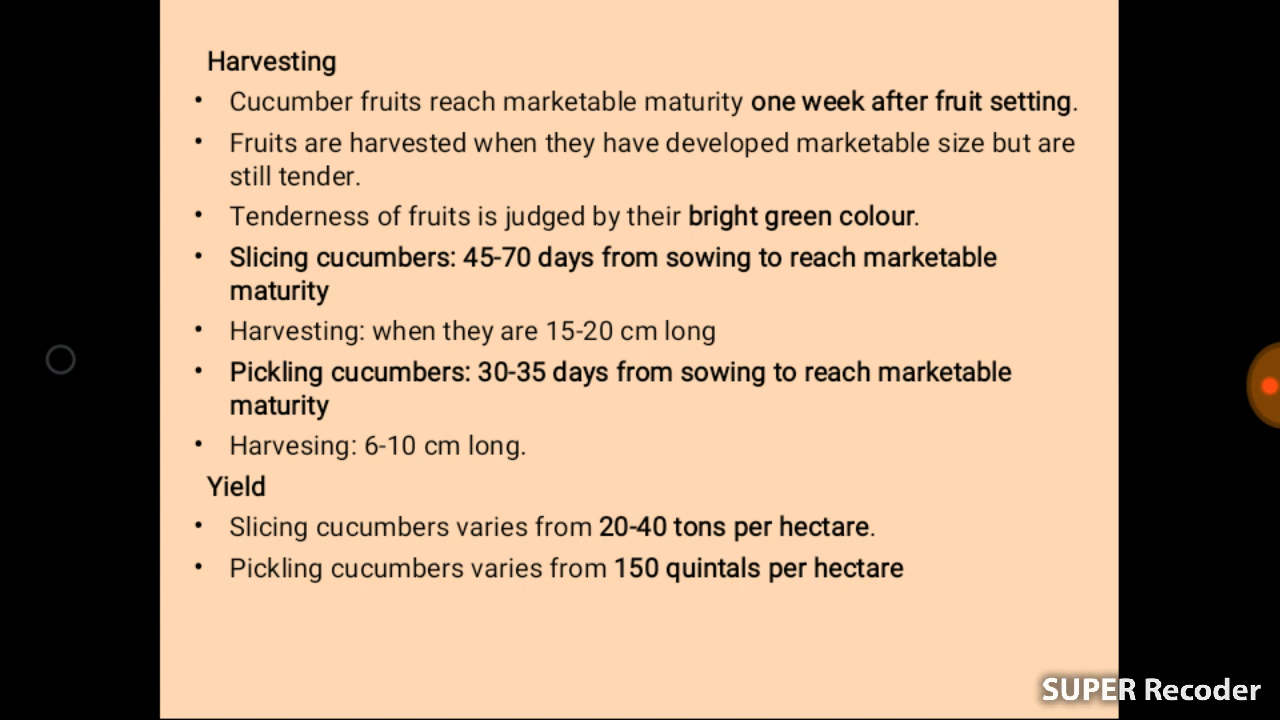 Harvesting
• Cucumber fruits reach marketable maturity one week after fruit setting.
• Fruits are harvested when they have developed marketable size but are
still tender.
• Tenderness of fruits is judged by their bright green colour.
• Slicing cucumbers: 45-70 days from sowing to reach marketable
maturity
• Harvesting: when they are 15-20 cm long
• Pickling cucumbers: 30-35 days from sowing to reach marketable
maturity
• Harvesing: 6-10 cm long.
Yield
• Slicing cucumbers varies from 20-40 tons per hectare.
• Pickling cucumbers varies from 150 quintals per hectare
SUPER Recoder